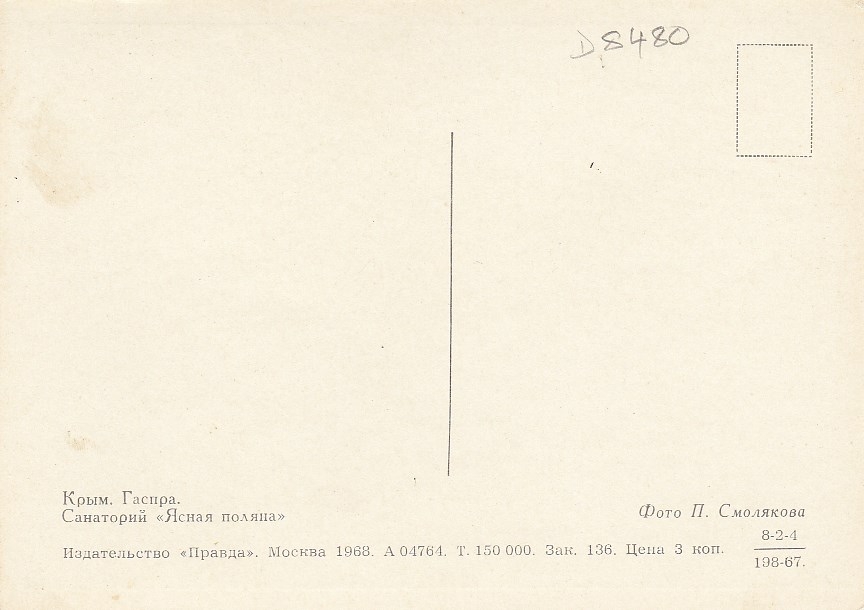 D,8480
Крым. Гаспра.
Санаторий «Ясная поляна»
Фото П. Смолякова
Издательство «Правда». Москва 1968. А 04764. Т. 150 000. Зак. 136. Цена 3 коп.
8-2-4
198-67.